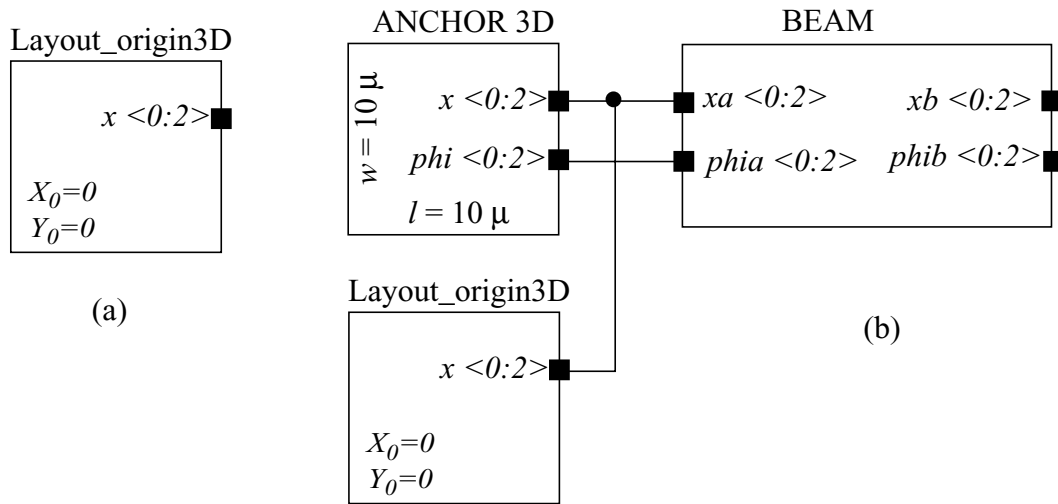 Layout_origin3D
x <0:2>
X0=0
Y0=0
(a)
ANCHOR 3D
x <0:2>
phi <0:2>
w = 10 μ
l = 10 μ
BEAM
xa <0:2>
xb <0:2>
phia <0:2>
phib <0:2>
Layout_origin3D
x <0:2>
X0=0
Y0=0
(b)